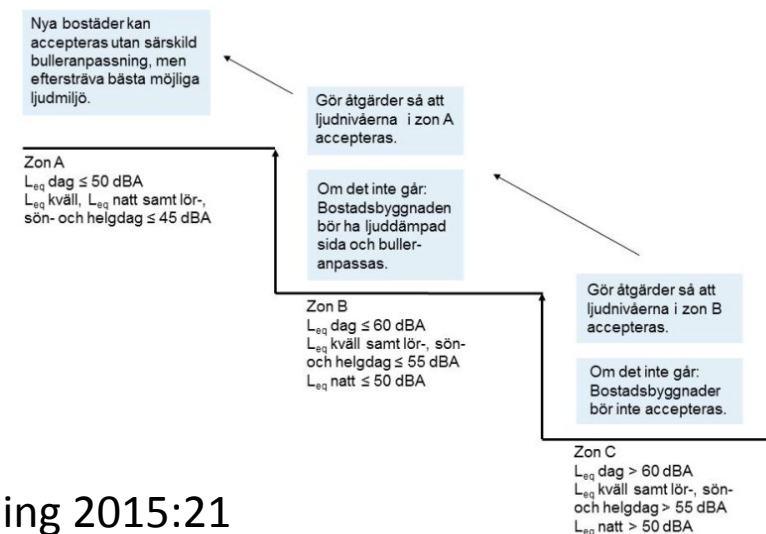 Nya bostäder kan
accepteras utan särskild
bulleranpassning, men
eftersträva bästa möjliga
ljudmiljö.
Zon A
Leq dag ≤ 50 dBA
Leq kväll, Leq natt samt lör-,
sön- och helgdag ≤ 45 dBA
Gör åtgärder så att
ljudnivåerna i zon A
accepteras.
Om det inte går:
Bostadsbyggnaden
bör ha ljuddämpad
sida och buller-
anpassas.
Zon B
Leq dag ≤ 60 dBA
Leq kväll samt lör-, sön-
och helgdag ≤ 55 dBA
Leq natt ≤ 50 dBA
Gör åtgärder så att
ljudnivåerna i zon B
accepteras.
Om det inte går:
Bostadsbyggnader
bör inte accepteras.
Zon C
Leq dag > 60 dBA
Leq kväll samt lör-, sön-
och helgdag > 55 dBA
Leq natt > 50 dBA
ing 2015:21